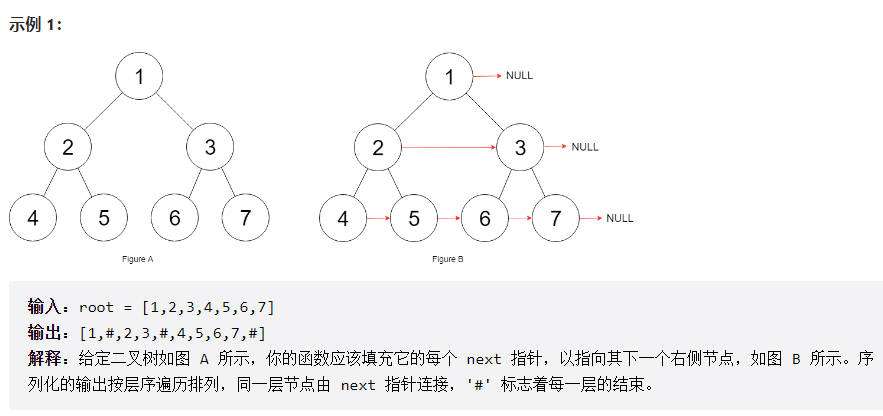 示例 1：
1
NULL
2
3
NULL
4
5
6
7
NULL
Figure A
1
2
3
4
5
6
7
Figure B
输入：root = [1,2,3,4,5,6,7]
输出：[1,#,2,3,#,4,5,6,7,#]
解释：给定二叉树如图 A 所示，你的函数应该填充它的每个 next 指针，以指向其下一个右侧节点，如图 B 所示。序
列化的输出按层序遍历排列，同一层节点由 next 指针连接，'#' 标志着每一层的结束。